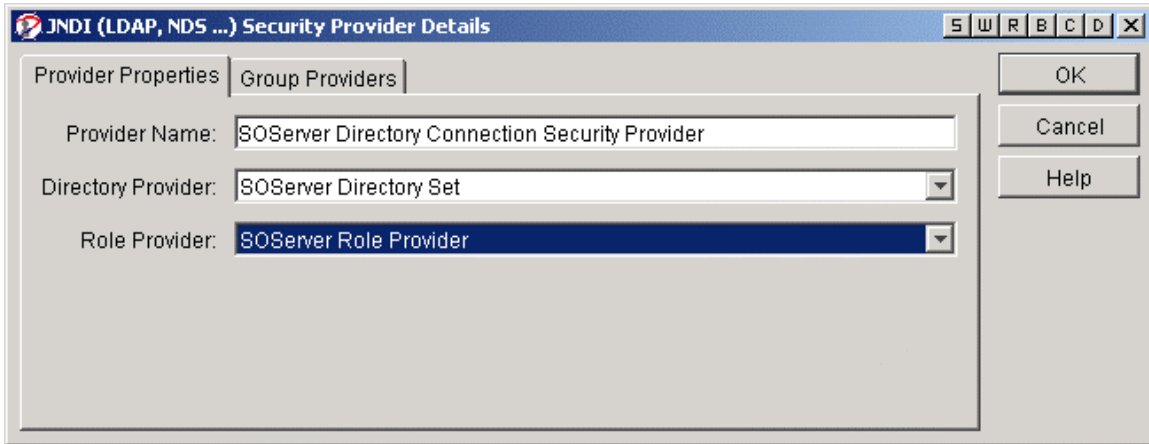 JNDI (LDAP, NDS ...) Security Provider Details S W R B C D X
Provider Properties Group Providers
OK
Provider Name: SOServer Directory Connection Security Provider
Cancel
Directory Provider: SOServer Directory Set
Help
Role Provider: SOServer Role Provider